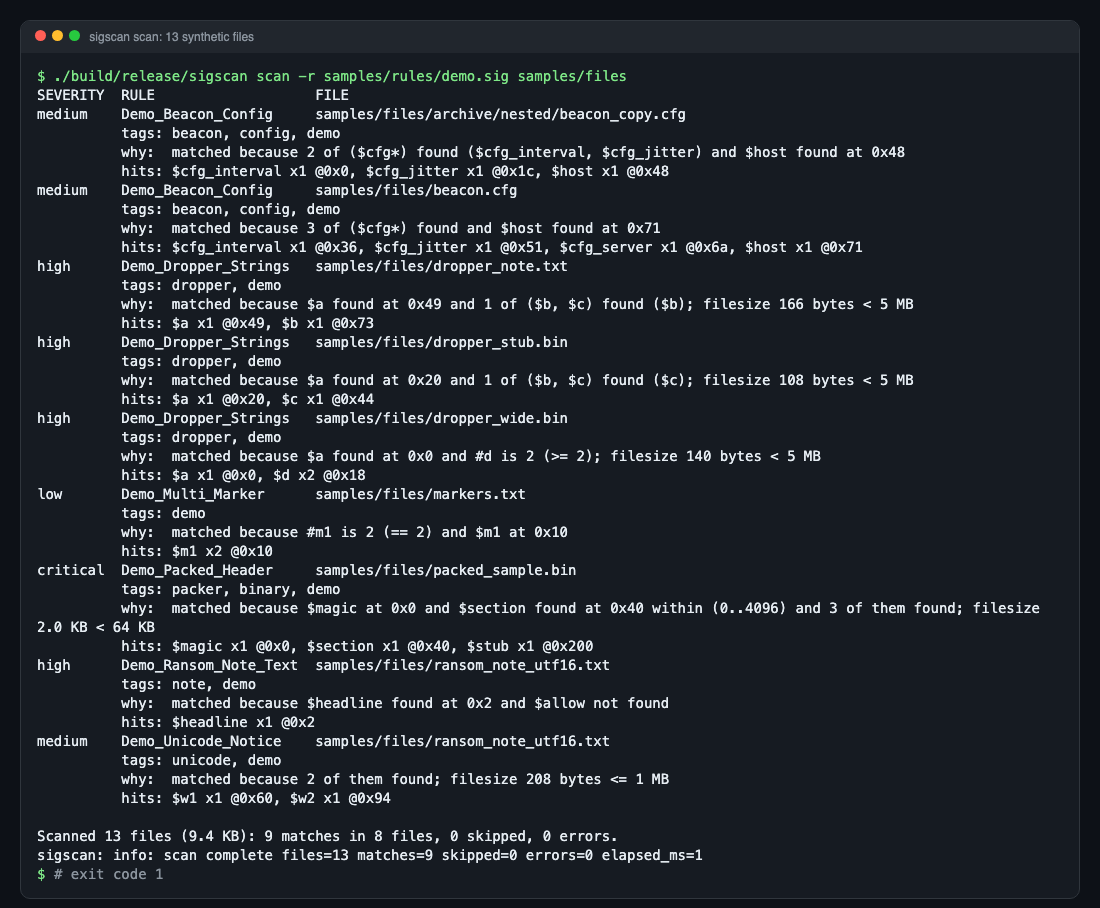 sigscan scan: 13 synthetic files
$ ./build/release/sigscan scan -r samples/rules/demo.sig samples/files
SEVERITY  RULE                   FILE
medium    Demo_Beacon_Config     samples/files/archive/nested/beacon_copy.cfg
          tags: beacon, config, demo
          why:  matched because 2 of ($cfg*) found ($cfg_interval, $cfg_jitter) and $host found at 0x48
          hits: $cfg_interval x1 @0x0, $cfg_jitter x1 @0x1c, $host x1 @0x48
medium    Demo_Beacon_Config     samples/files/beacon.cfg
          tags: beacon, config, demo
          why:  matched because 3 of ($cfg*) found and $host found at 0x71
          hits: $cfg_interval x1 @0x36, $cfg_jitter x1 @0x51, $cfg_server x1 @0x6a, $host x1 @0x71
high      Demo_Dropper_Strings   samples/files/dropper_note.txt
          tags: dropper, demo
          why:  matched because $a found at 0x49 and 1 of ($b, $c) found ($b); filesize 166 bytes < 5 MB
          hits: $a x1 @0x49, $b x1 @0x73
high      Demo_Dropper_Strings   samples/files/dropper_stub.bin
          tags: dropper, demo
          why:  matched because $a found at 0x20 and 1 of ($b, $c) found ($c); filesize 108 bytes < 5 MB
          hits: $a x1 @0x20, $c x1 @0x44
high      Demo_Dropper_Strings   samples/files/dropper_wide.bin
          tags: dropper, demo
          why:  matched because $a found at 0x0 and #d is 2 (>= 2); filesize 140 bytes < 5 MB
          hits: $a x1 @0x0, $d x2 @0x18
low       Demo_Multi_Marker      samples/files/markers.txt
          tags: demo
          why:  matched because #m1 is 2 (== 2) and $m1 at 0x10
          hits: $m1 x2 @0x10
critical  Demo_Packed_Header     samples/files/packed_sample.bin
          tags: packer, binary, demo
          why:  matched because $magic at 0x0 and $section found at 0x40 within (0..4096) and 3 of them found; filesize
2.0 KB < 64 KB
          hits: $magic x1 @0x0, $section x1 @0x40, $stub x1 @0x200
high      Demo_Ransom_Note_Text  samples/files/ransom_note_utf16.txt
          tags: note, demo
          why:  matched because $headline found at 0x2 and $allow not found
          hits: $headline x1 @0x2
medium    Demo_Unicode_Notice    samples/files/ransom_note_utf16.txt
          tags: unicode, demo
          why:  matched because 2 of them found; filesize 208 bytes <= 1 MB
          hits: $w1 x1 @0x60, $w2 x1 @0x94
Scanned 13 files (9.4 KB): 9 matches in 8 files, 0 skipped, 0 errors.
sigscan: info: scan complete files=13 matches=9 skipped=0 errors=0 elapsed_ms=1
$ # exit code 1